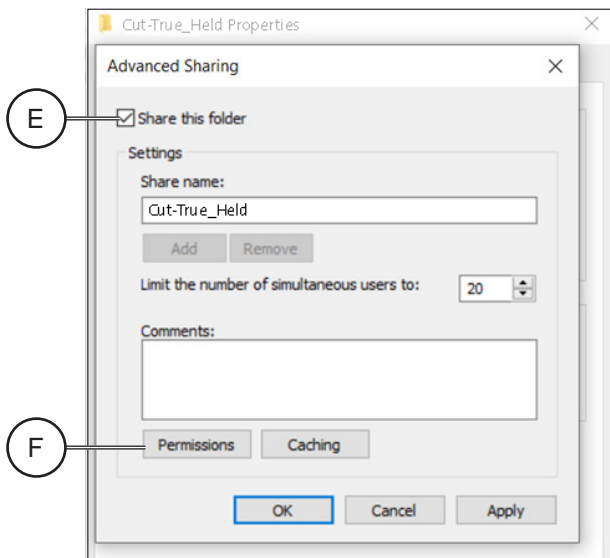 Cut-True_Held Properties
Advanced Sharing
E
Share this folder
Settings
Share name:
Cut-True_Held
Add Remove
Limit the number of simultaneous users to: 20
Comments:
F
Permissions Caching
OK Cancel Apply